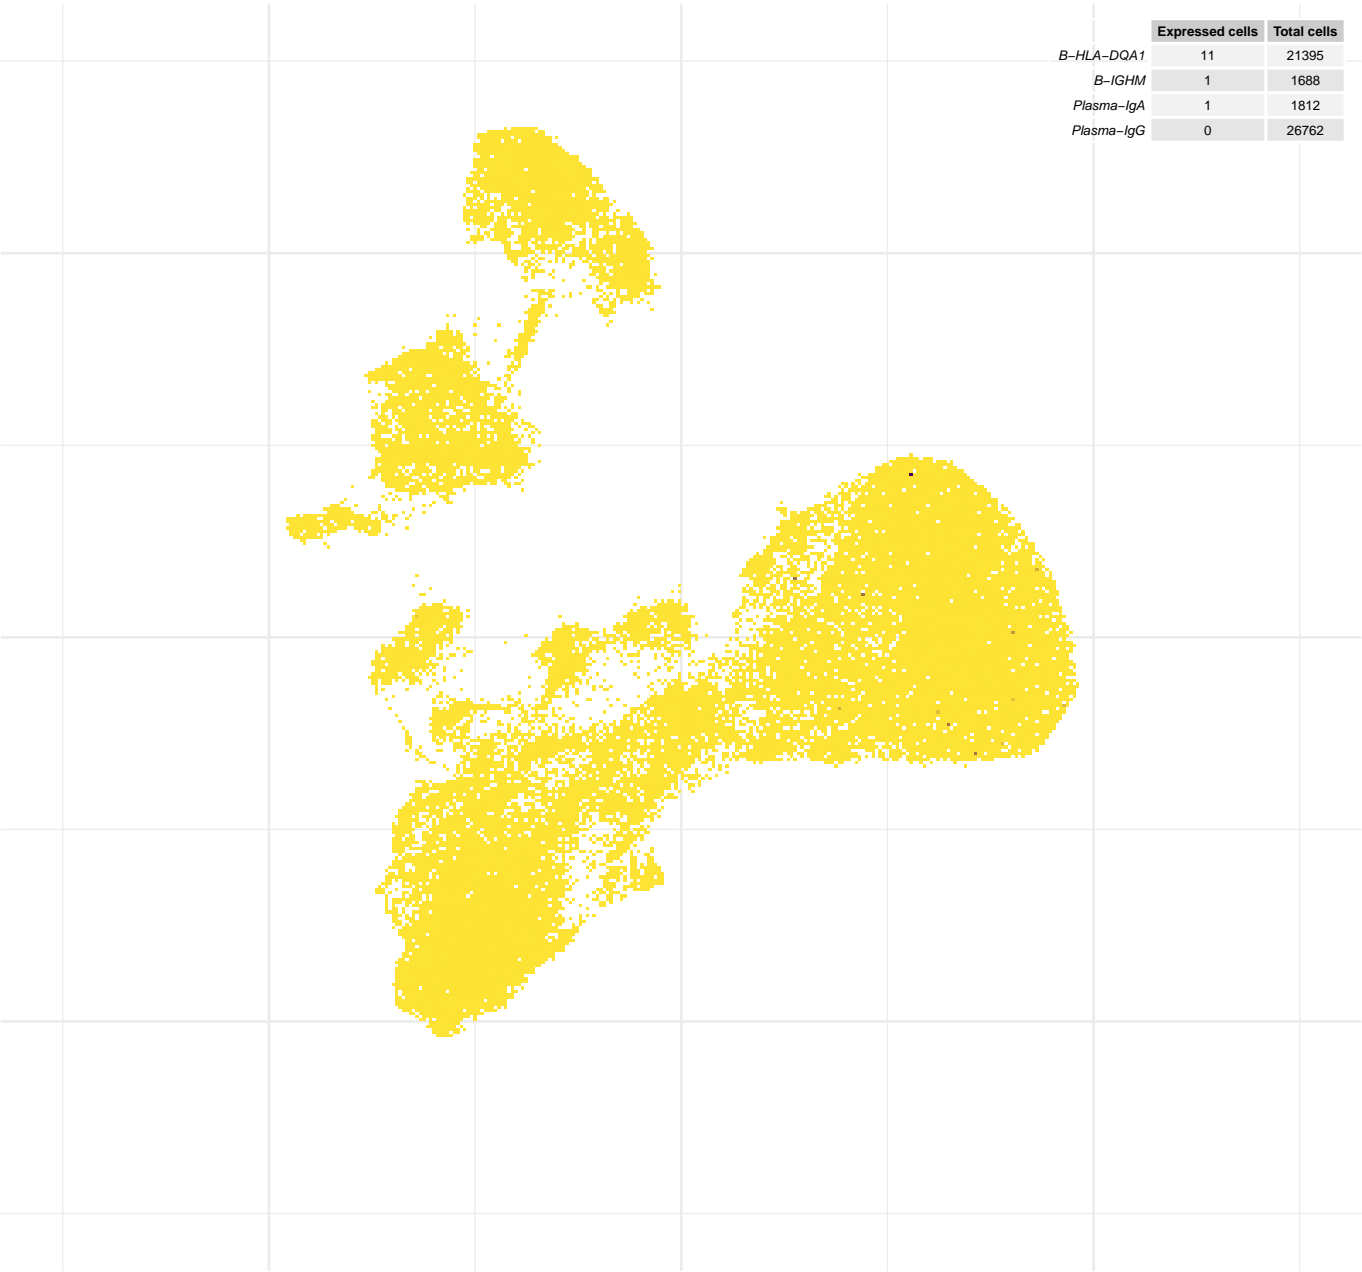 Expressed cells Total cells
B−HLA−DQA1 11 21395
B−IGHM 1 1688
Plasma−IgA 1 1812
Plasma−IgG 0 26762